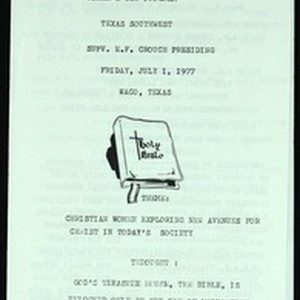 TEXAS SOUTHWEST
SUPV. E.F. CROUCH PRESIDING
FRIDAY, JULY 1, 1977
WACO, TEXAS
Holy
Bible
THEME:
CHRISTIAN WOMEN EXPLORING NEW AVENUES FOR
CHRIST IN TODAY'S SOCIETY
THOUGHT :
GOD'S TREASURE HOUSE, THE BIBLE, IS